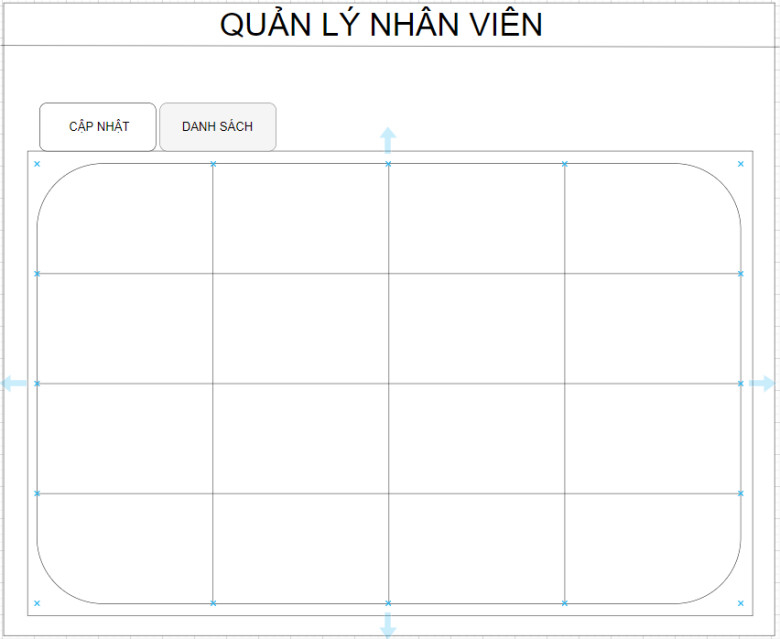 QUẢN LÝ NHÂN VIÊN
CẬP NHẬT
DANH SÁCH